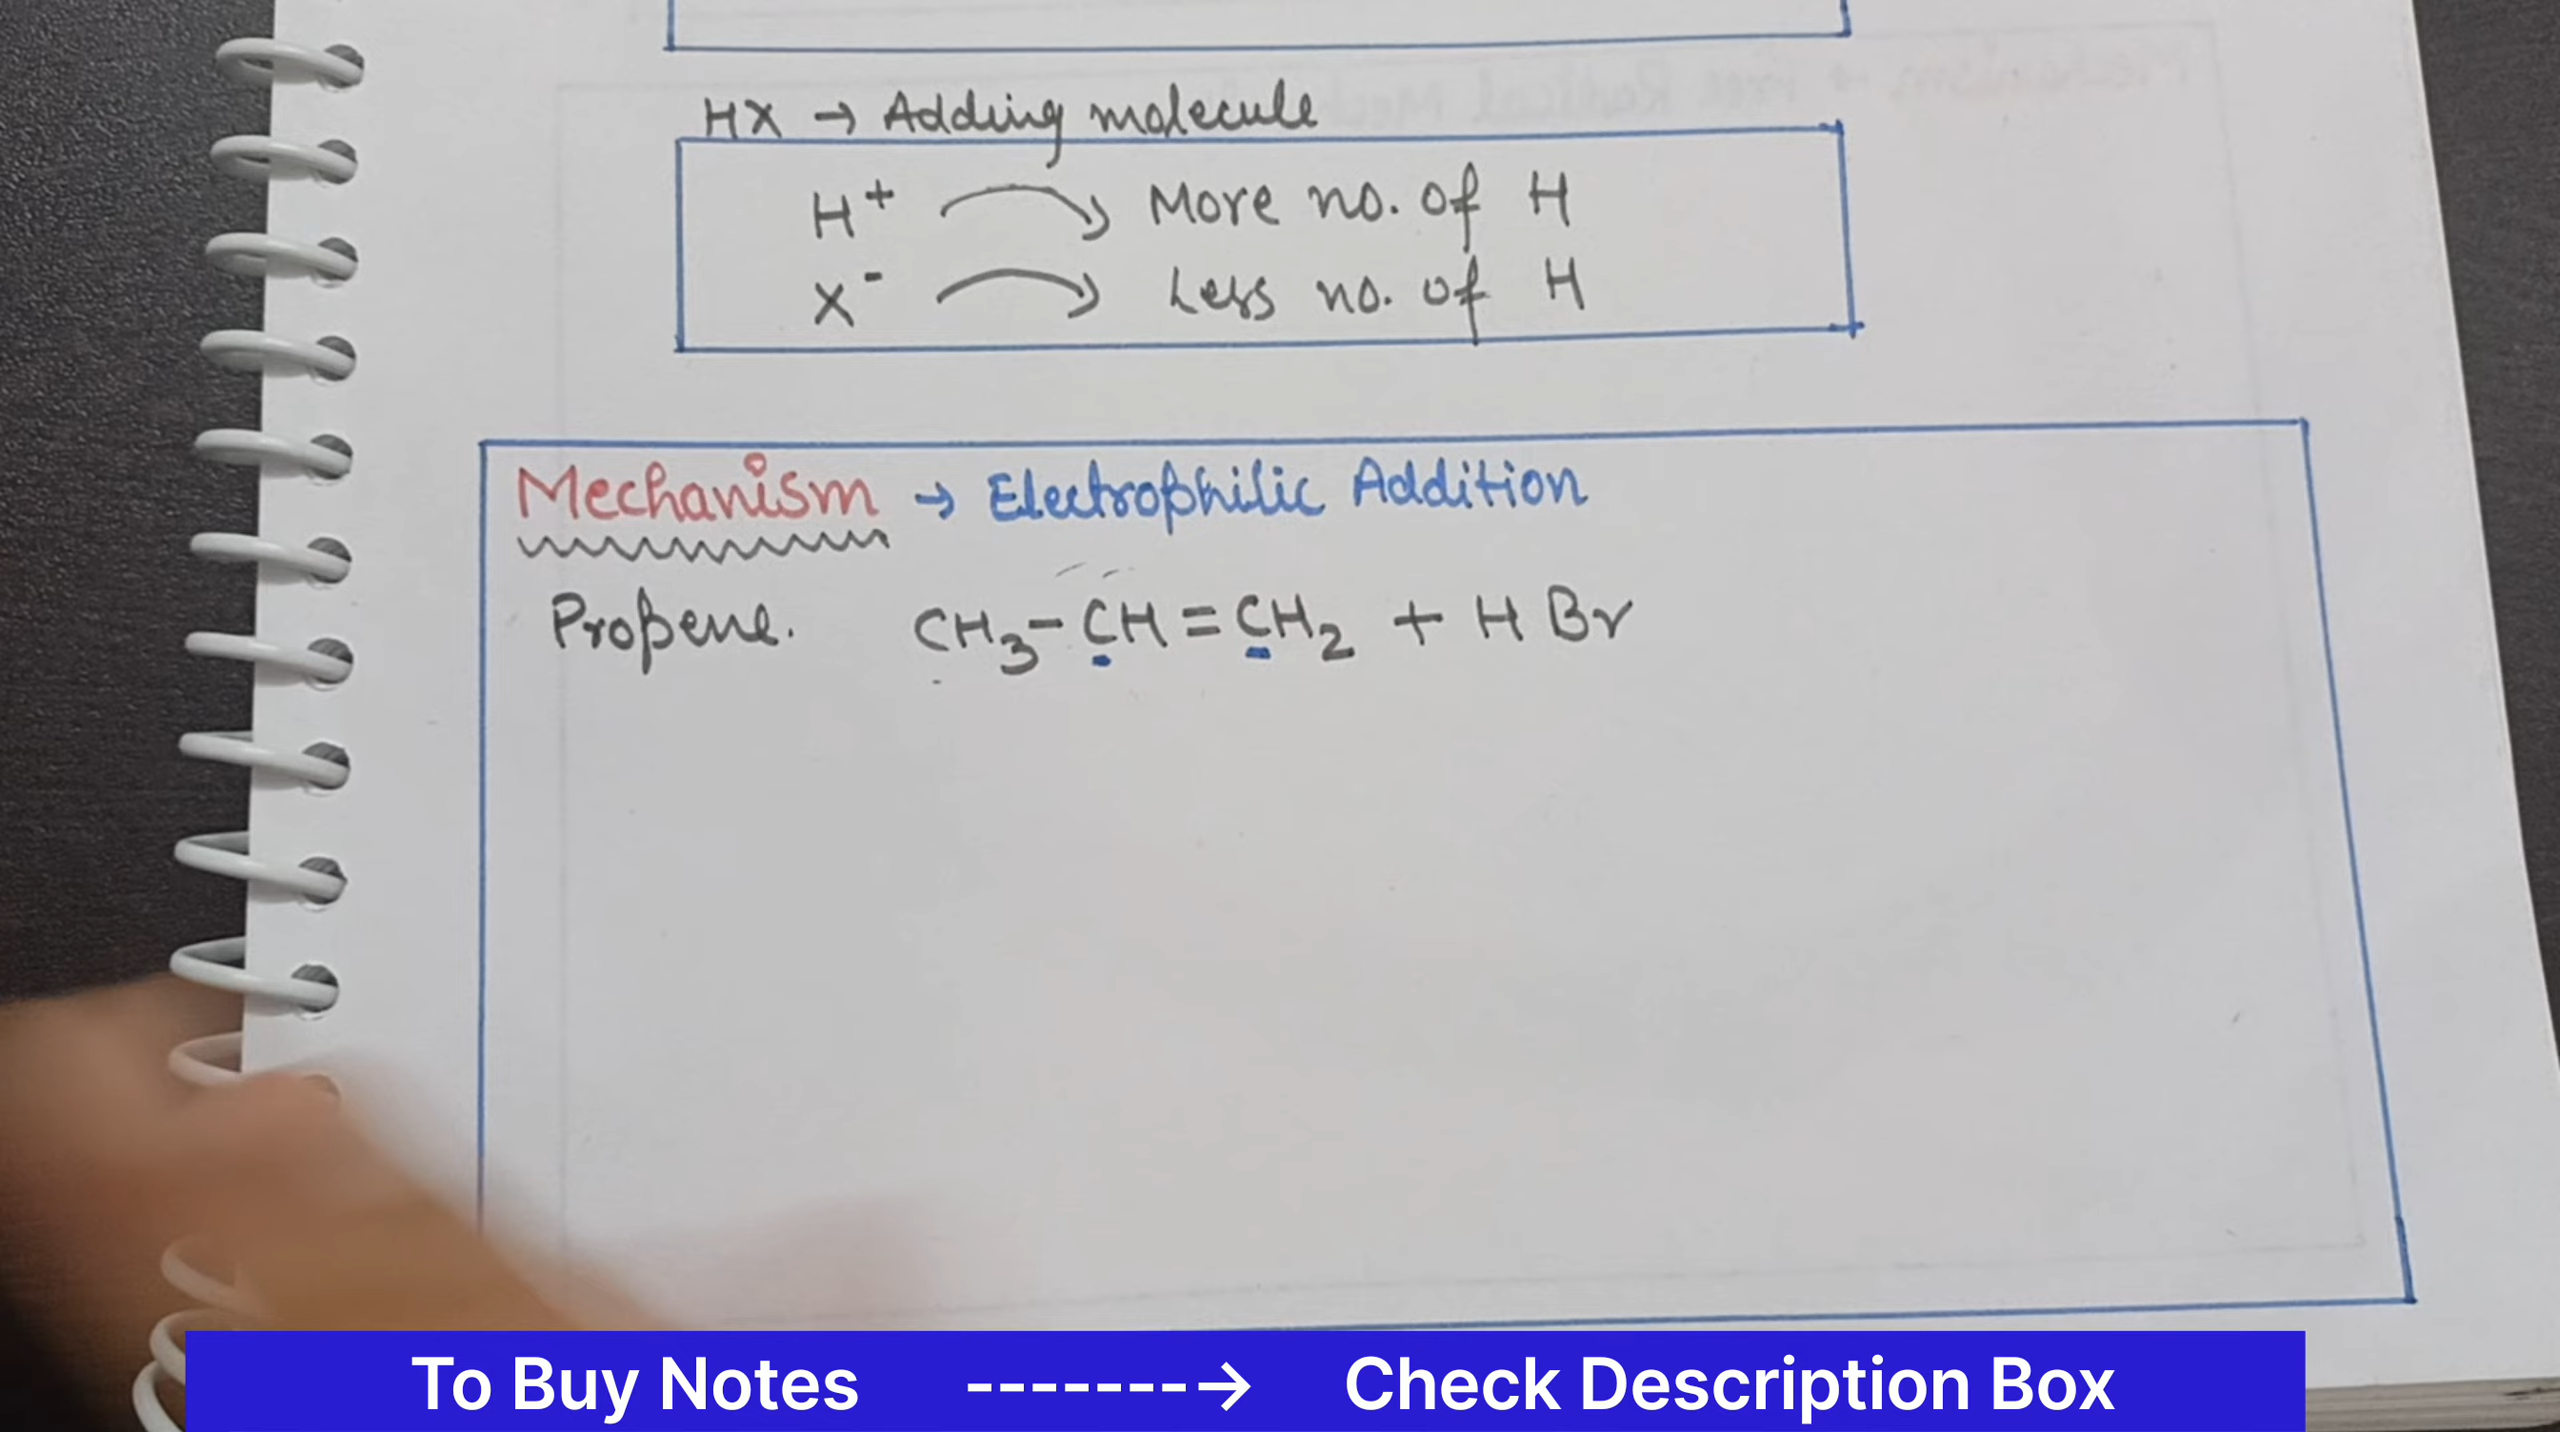 HX → Adding molecule
H⁺ → More no. of H
X⁻ → Less no. of H
Mechanism → Electrophilic Addition
Propene. CH₃-CH=CH₂ + HBr
To Buy Notes -------→ Check Description Box